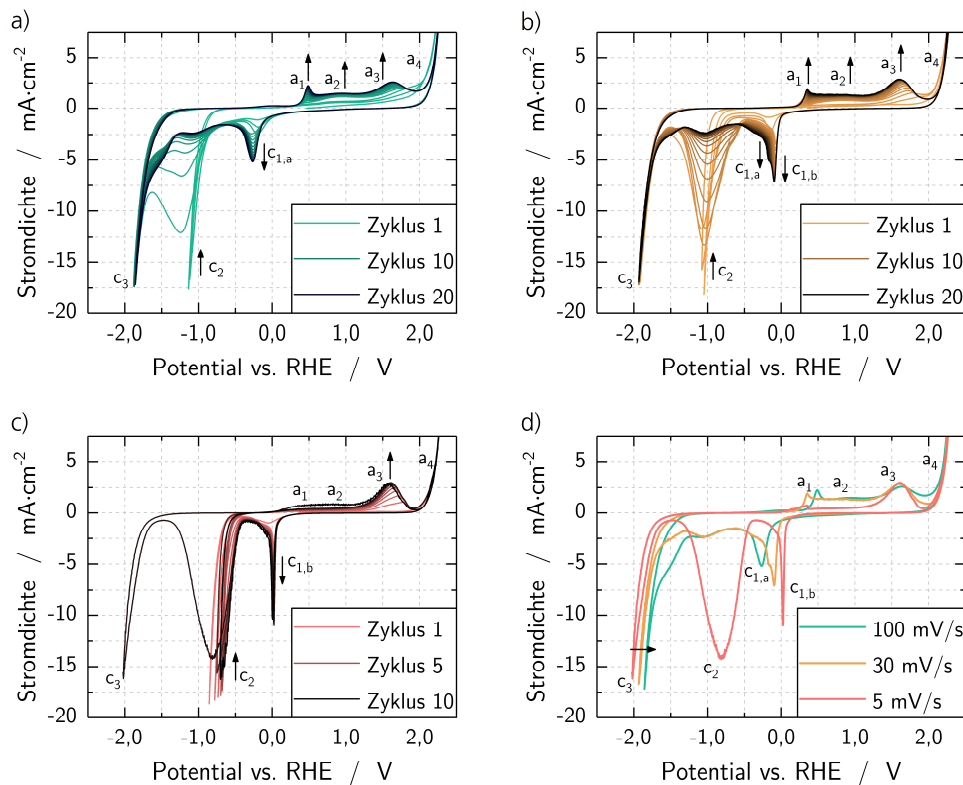 a)
5
0
-5
-10
-15
-20
-2,0
-1,0
0,0
1,0
2,0
Stromdichte / mA·cm⁻²
Potential vs. RHE / V
a₁
a₂
a₃
a₄
c₁,ₐ
c₂
c₃
Zyklus 1
Zyklus 10
Zyklus 20
b)
5
0
-5
-10
-15
-20
-2,0
-1,0
0,0
1,0
2,0
Stromdichte / mA·cm⁻²
Potential vs. RHE / V
a₁
a₂
a₃
a₄
c₁,ₐ
c₁,b
c₂
c₃
Zyklus 1
Zyklus 10
Zyklus 20
c)
5
0
-5
-10
-15
-20
-2,0
-1,0
0,0
1,0
2,0
Stromdichte / mA·cm⁻²
Potential vs. RHE / V
a₁
a₂
a₃
a₄
c₁,b
c₂
c₃
Zyklus 1
Zyklus 5
Zyklus 10
d)
5
0
-5
-10
-15
-20
-2,0
-1,0
0,0
1,0
2,0
Stromdichte / mA·cm⁻²
Potential vs. RHE / V
a₁
a₂
a₃
a₄
c₁,ₐ
c₁,b
c₂
c₃
100 mV/s
30 mV/s
5 mV/s